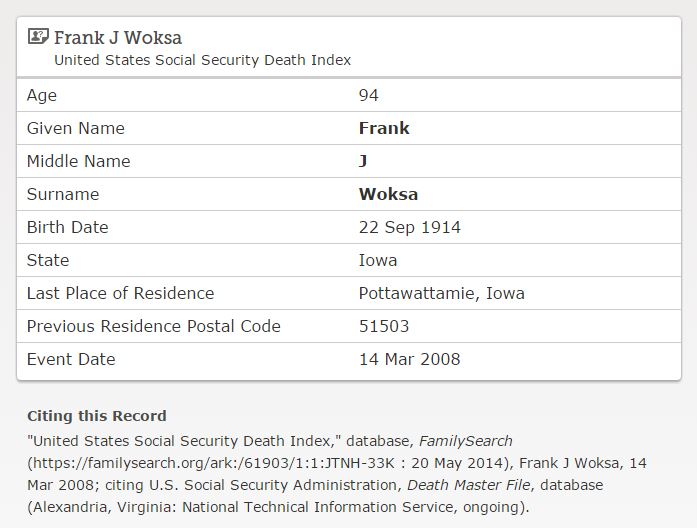 Frank J Woksa
United States Social Security Death Index
Age 94
Given Name Frank
Middle Name J
Surname Woksa
Birth Date 22 Sep 1914
State Iowa
Last Place of Residence Pottawattamie, Iowa
Previous Residence Postal Code 51503
Event Date 14 Mar 2008
Citing this Record
"United States Social Security Death Index," database, FamilySearch
(https://familysearch.org/ark:/61903/1:1:JTNH-33K : 20 May 2014), Frank J Woksa, 14
Mar 2008; citing U.S. Social Security Administration, Death Master File, database
(Alexandria, Virginia: National Technical Information Service, ongoing).